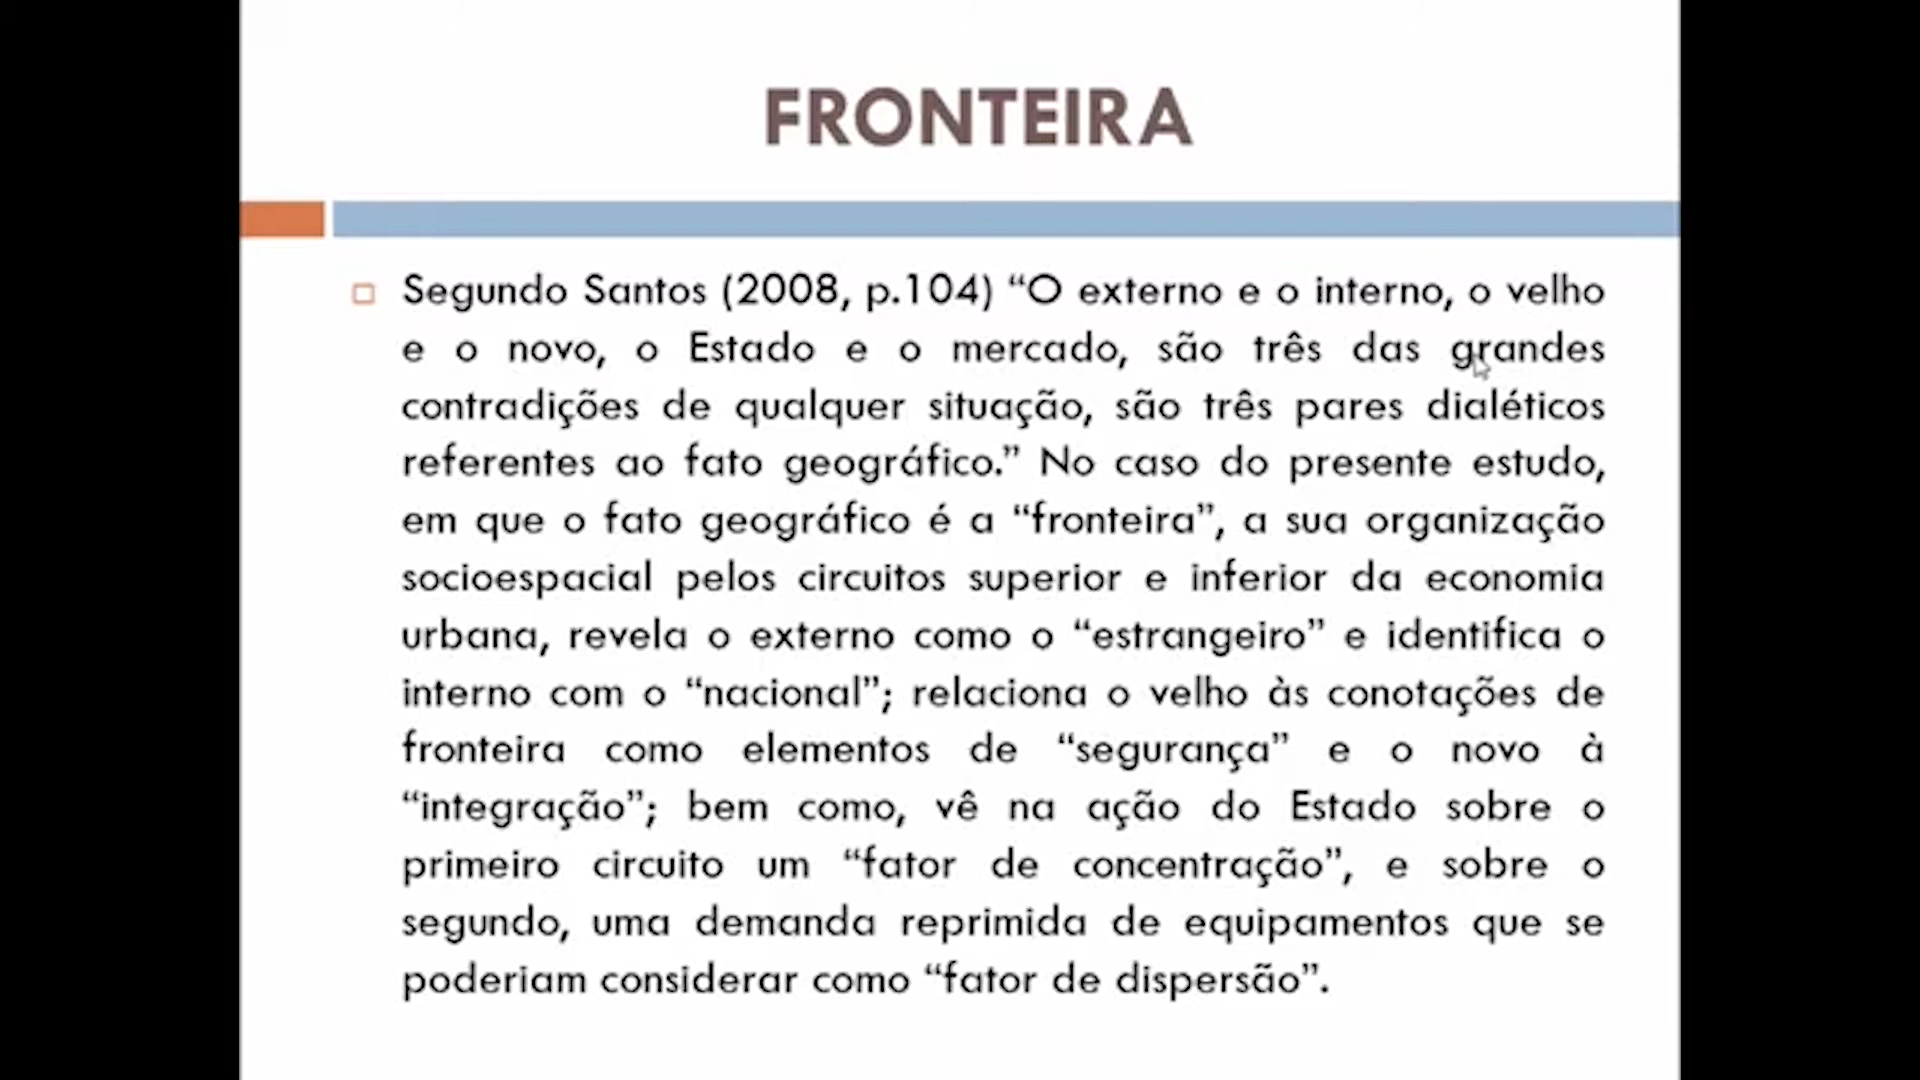 FRONTEIRA
Segundo Santos (2008, p.104) “O externo e o interno, o velho
e o novo, o Estado e o mercado, são três das grandes
contradições de qualquer situação, são três pares dialéticos
referentes ao fato geográfico.” No caso do presente estudo,
em que o fato geográfico é a “fronteira”, a sua organização
socioespacial pelos circuitos superior e inferior da economia
urbana, revela o externo como o “estrangeiro” e identifica o
interno com o “nacional”; relaciona o velho às conotações de
fronteira como elementos de “segurança” e o novo à
“integração”; bem como, vê na ação do Estado sobre o
primeiro circuito um “fator de concentração”, e sobre o
segundo, uma demanda reprimida de equipamentos que se
poderiam considerar como “fator de dispersão”.